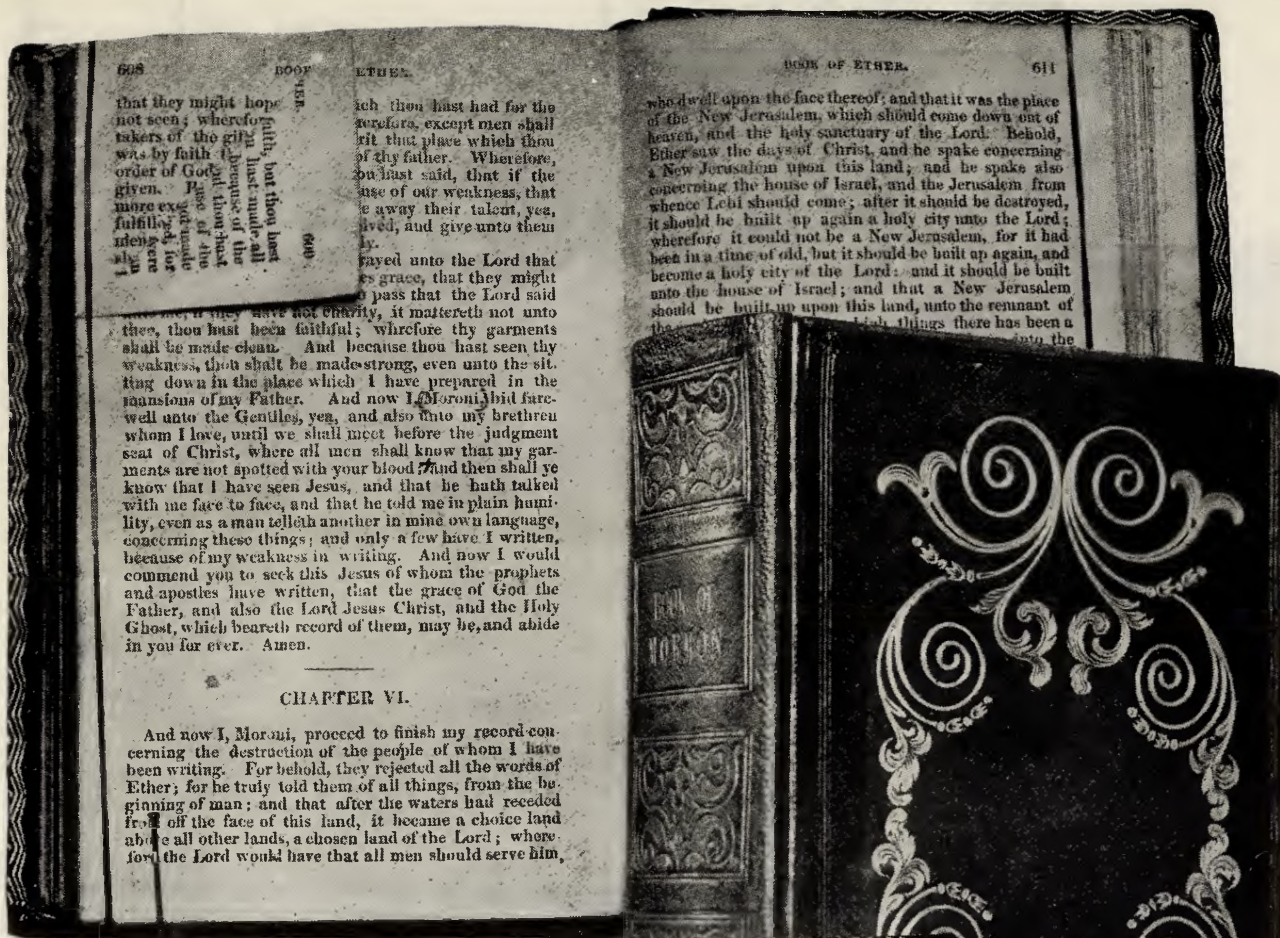 608
BOOK
ETHER.
that they might hope
not seen; wherefore
takers of the gift
was by faith
order of God
given.
more
fulfilled
idency were
609
faith, but thou hast
hast made all
because of the
thou hast
use of the
made
for
ich thou hast had for the
erefore, except men shall
rit that place which thou
of thy father. Wherefore,
ou hast said, that if the
use of our weakness, that
e away their talent, yea,
ived, and give unto them
ly.
rayed unto the Lord that
es grace, that they might
o pass that the Lord said
unto me, if they have not charity, it mattereth not unto
thee, thou hast been faithful; wherefore thy garments
shall be made clean. And because thou hast seen thy
weakness, thou shalt be made strong, even unto the sit-
ting down in the place which I have prepared in the
mansions of my Father. And now I, Moroni, bid fare-
well unto the Gentiles, yea, and also unto my brethren
whom I love, until we shall meet before the judgment
seat of Christ, where all men shall know that my gar-
ments are not spotted with your blood; and then shall ye
know that I have seen Jesus, and that he hath talked
with me face to face, and that he told me in plain humi-
lity, even as a man telleth another in mine own language,
concerning these things; and only a few have I written,
because of my weakness in writing. And now I would
commend you to seek this Jesus of whom the prophets
and apostles have written, that the grace of God the
Father, and also the Lord Jesus Christ, and the Holy
Ghost, which beareth record of them, may be, and abide
in you for ever. Amen.
CHAPTER VI.
And now I, Moroni, proceed to finish my record con-
cerning the destruction of the people of whom I have
been writing. For behold, they rejected all the words of
Ether; for he truly told them of all things, from the be-
ginning of man; and that after the waters had receded
from off the face of this land, it became a choice land
above all other lands, a chosen land of the Lord; where-
fore the Lord would have that all men should serve him,
BOOK OF ETHER.
611
who dwell upon the face thereof; and that it was the place
of the New Jerusalem, which should come down out of
heaven, and the holy sanctuary of the Lord. Behold,
Ether saw the days of Christ, and he spake concerning
a New Jerusalem upon this land; and he spake also
concerning the house of Israel, and the Jerusalem from
whence Lehi should come; after it should be destroyed,
it should be built up again a holy city unto the Lord;
wherefore it could not be a New Jerusalem, for it had
been in a time of old, but it should be built up again, and
become a holy city of the Lord: and it should be built
unto the house of Israel; and that a New Jerusalem
should be built up upon this land, unto the remnant of
things there has been a
into the
BOOK OF
MORMON